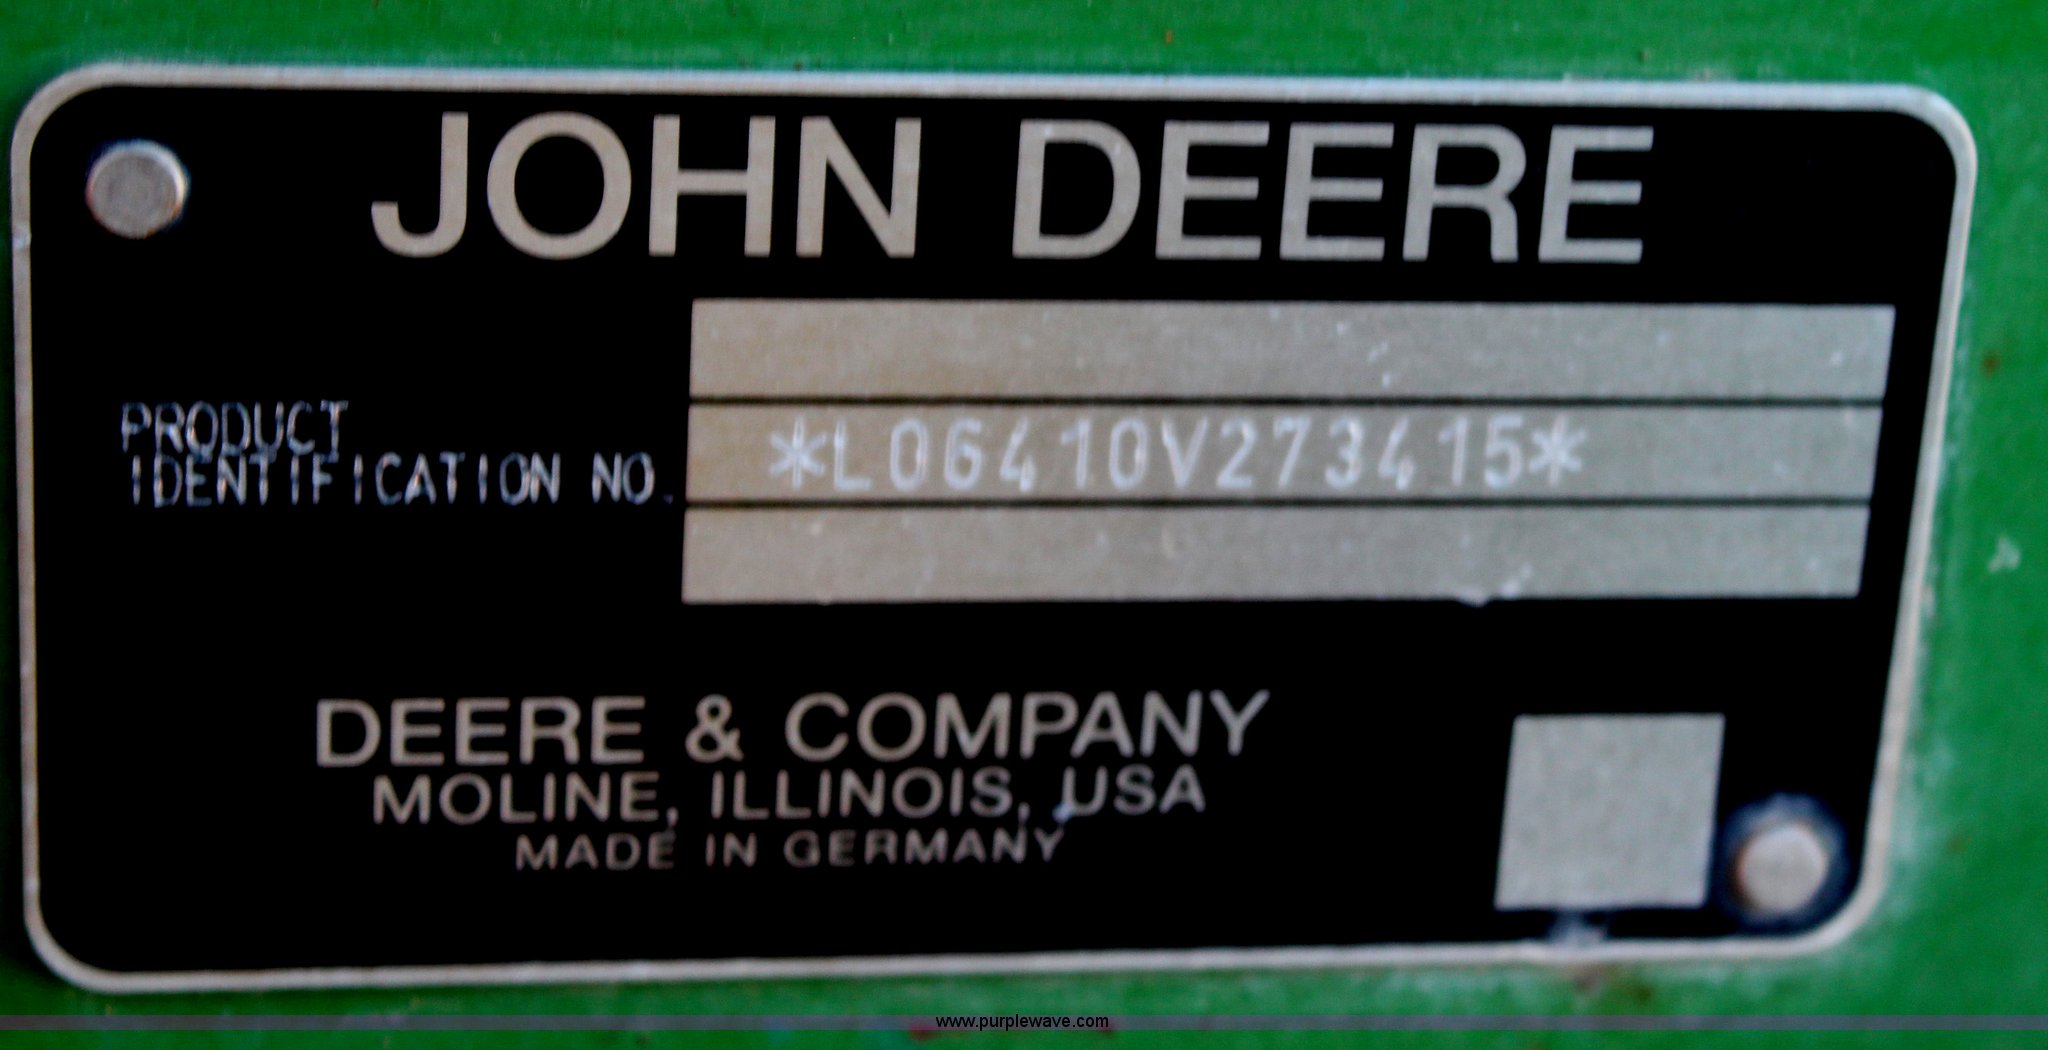 JOHN DEERE
PRODUCT
IDENTIFICATION NO.
*L06410V273415*
DEERE & COMPANY
MOLINE, ILLINOIS, USA
MADE IN GERMANY
www.purplewave.com